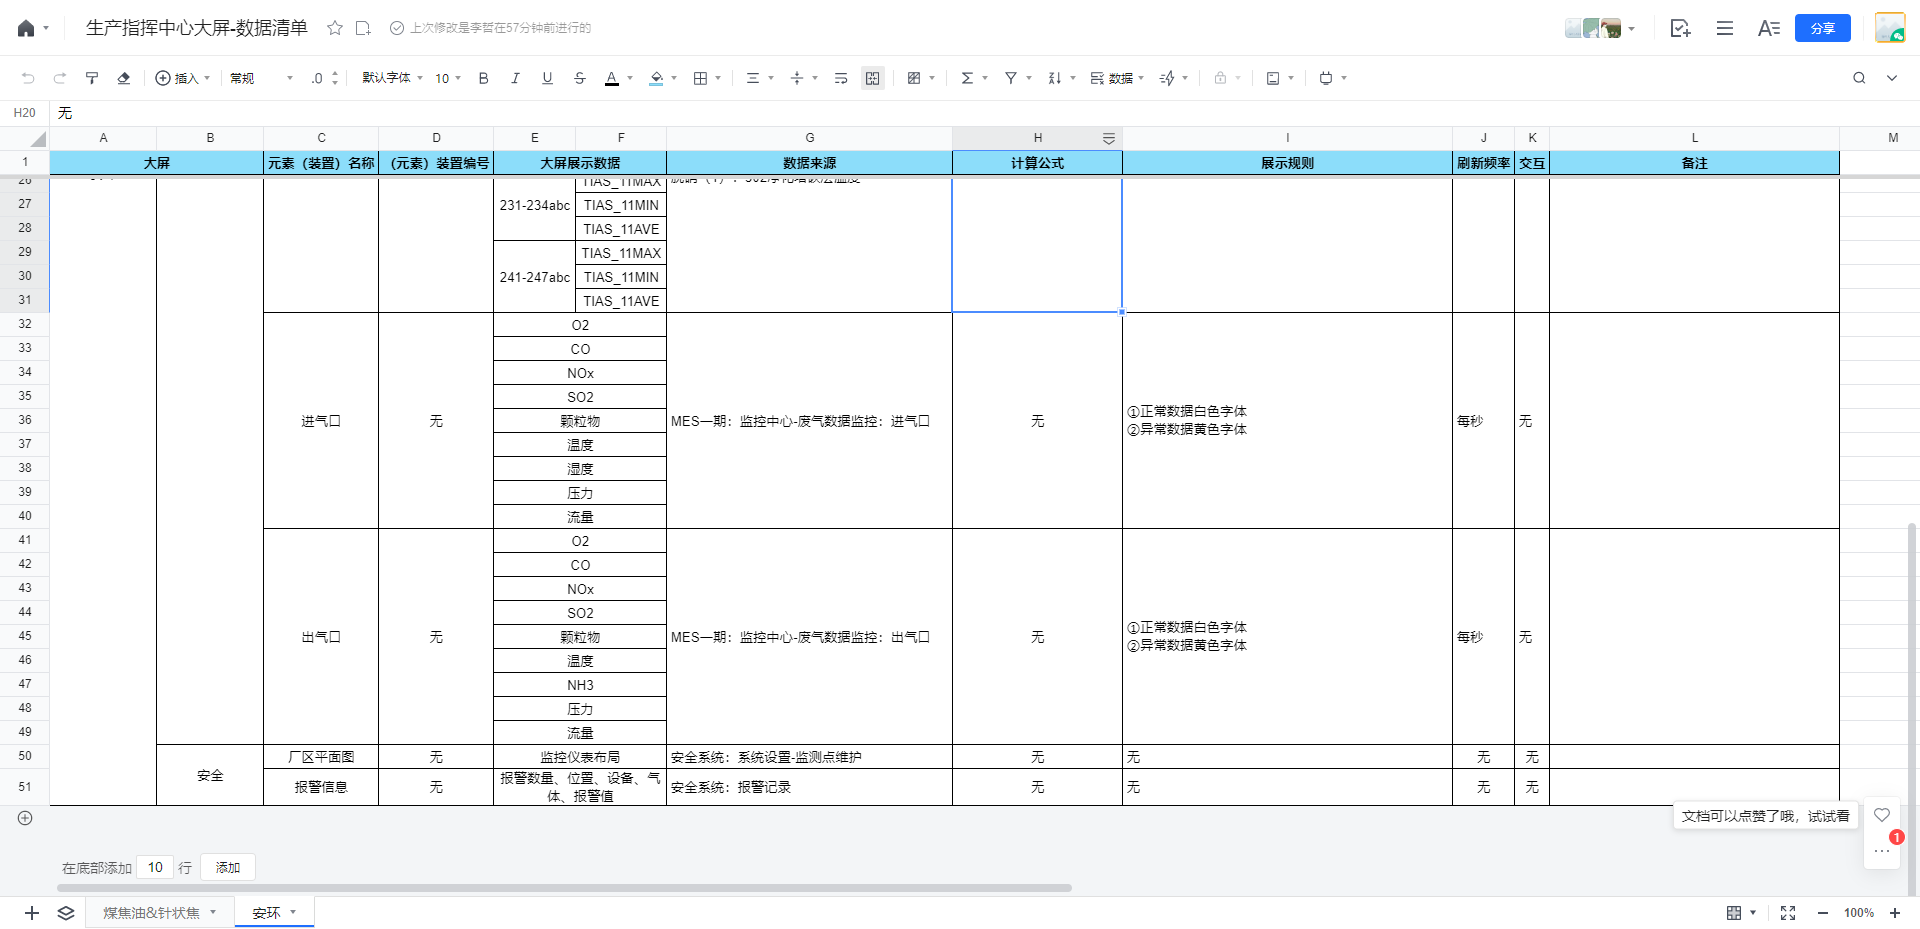 生产指挥中心大屏-数据清单
上次修改是李哲在57分钟前进行的
分享
插入 常规 .0 默认字体 10 B I U S A 数据
H20 无
A B C D E F G H I J K L M
1 大屏 元素（装置）名称 （元素）装置编号 大屏展示数据 数据来源 计算公式 展示规则 刷新频率 交互 备注
26 TIAS_11MAX
27 231-234abc TIAS_11MIN
28 TIAS_11AVE
29 TIAS_11MAX
30 241-247abc TIAS_11MIN
31 TIAS_11AVE
32 O2
33 CO
34 NOx
35 SO2
36 进气口 无 颗粒物 MES一期：监控中心-废气数据监控：进气口 无 ①正常数据白色字体
②异常数据黄色字体 每秒 无
37 温度
38 湿度
39 压力
40 流量
41 O2
42 CO
43 NOx
44 SO2
45 出气口 无 颗粒物 MES一期：监控中心-废气数据监控：出气口 无 ①正常数据白色字体
②异常数据黄色字体 每秒 无
46 温度
47 NH3
48 压力
49 流量
50 安全 厂区平面图 无 监控仪表布局 安全系统：系统设置-监测点维护 无 无 无 无
51 报警信息 无 报警数量、位置、设备、气
体、报警值 安全系统：报警记录 无 无 无 无
文档可以点赞了哦，试试看
1
在底部添加 10 行 添加
煤焦油&针状焦 安环 100%